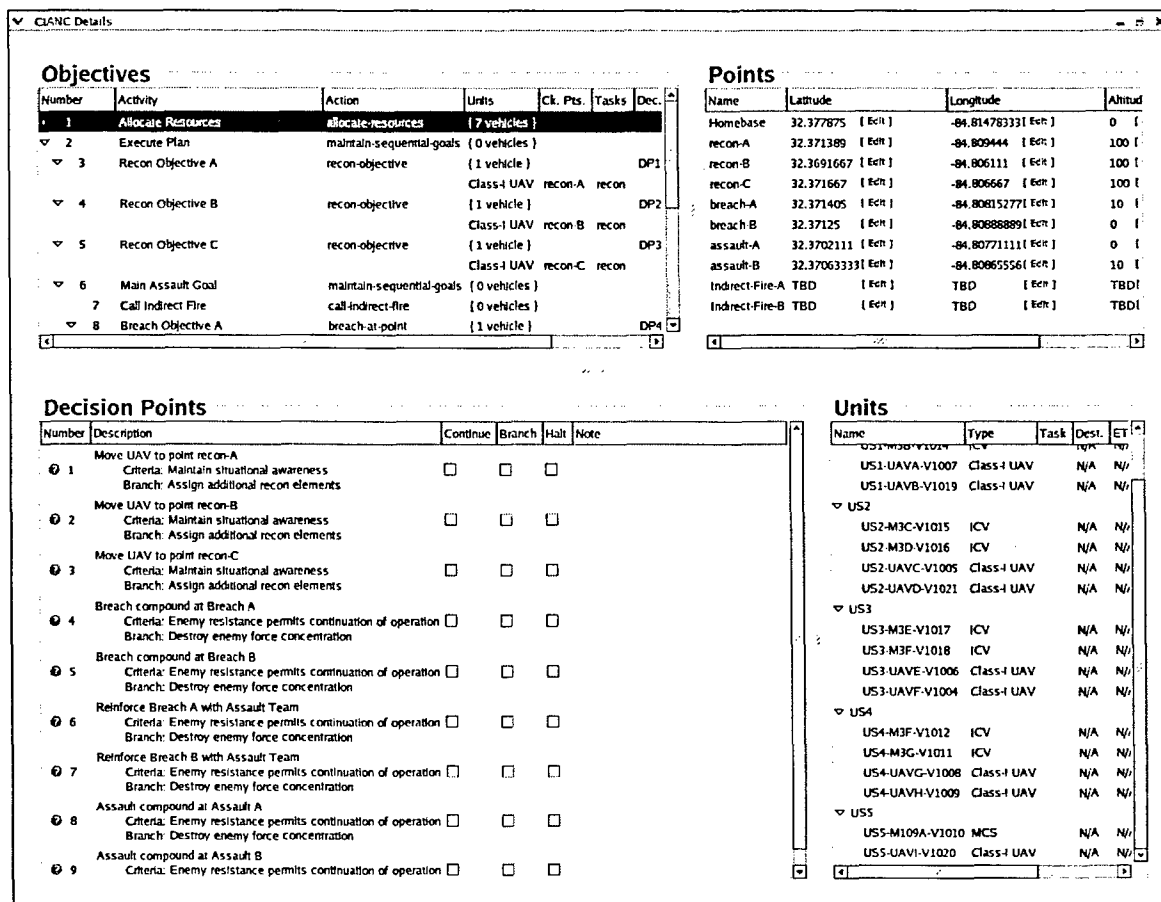 CIANC Details
Objectives
Number Activity Action Units Ck. Pts. Tasks Dec.
1 Allocate Resources allocate-resources { 7 vehicles }
2 Execute Plan maintain-sequential-goals { 0 vehicles }
3 Recon Objective A recon-objective { 1 vehicle } DP1
Class-I UAV recon-A recon
4 Recon Objective B recon-objective { 1 vehicle } DP2
Class-I UAV recon-B recon
5 Recon Objective C recon-objective { 1 vehicle } DP3
Class-I UAV recon-C recon
6 Main Assault Goal maintain-sequential-goals { 0 vehicles }
7 Call Indirect Fire call-indirect-fire { 0 vehicles }
8 Breach Objective A breach-at-point { 1 vehicle } DP4
Points
Name Latitude Longitude Altitud
Homebase 32.377875 [ Edit ] -84.81478333[ Edit ] 0 [
recon-A 32.371389 [ Edit ] -84.809444 [ Edit ] 100 [
recon-B 32.3691667 [ Edit ] -84.806111 [ Edit ] 100 [
recon-C 32.371667 [ Edit ] -84.806667 [ Edit ] 100 [
breach-A 32.371405 [ Edit ] -84.80815277[ Edit ] 10 [
breach-B 32.37125 [ Edit ] -84.80888889[ Edit ] 0 [
assault-A 32.3702111 [ Edit ] -84.80771111[ Edit ] 0 [
assault-B 32.37063333[ Edit ] -84.80865556[ Edit ] 10 [
Indirect-Fire-A TBD [ Edit ] TBD [ Edit ] TBD[
Indirect-Fire-B TBD [ Edit ] TBD [ Edit ] TBD[
Decision Points
Number Description Continue Branch Halt Note
Move UAV to point recon-A
1 Criteria: Maintain situational awareness
Branch: Assign additional recon elements
Move UAV to point recon-B
2 Criteria: Maintain situational awareness
Branch: Assign additional recon elements
Move UAV to point recon-C
3 Criteria: Maintain situational awareness
Branch: Assign additional recon elements
Breach compound at Breach A
4 Criteria: Enemy resistance permits continuation of operation
Branch: Destroy enemy force concentration
Breach compound at Breach B
5 Criteria: Enemy resistance permits continuation of operation
Branch: Destroy enemy force concentration
Reinforce Breach A with Assault Team
6 Criteria: Enemy resistance permits continuation of operation
Branch: Destroy enemy force concentration
Reinforce Breach B with Assault Team
7 Criteria: Enemy resistance permits continuation of operation
Branch: Destroy enemy force concentration
Assault compound at Assault A
8 Criteria: Enemy resistance permits continuation of operation
Branch: Destroy enemy force concentration
Assault compound at Assault B
9 Criteria: Enemy resistance permits continuation of operation
Units
Name Type Task Dest. ET
US1-M3B-V1014 ICV N/A N/
US1-UAVA-V1007 Class-I UAV N/A N/
US1-UAVB-V1019 Class-I UAV N/A N/
US2
US2-M3C-V1015 ICV N/A N/
US2-M3D-V1016 ICV N/A N/
US2-UAVC-V1005 Class-I UAV N/A N/
US2-UAVD-V1021 Class-I UAV N/A N/
US3
US3-M3E-V1017 ICV N/A N/
US3-M3F-V1018 ICV N/A N/
US3-UAVE-V1006 Class-I UAV N/A N/
US3-UAVF-V1004 Class-I UAV N/A N/
US4
US4-M3F-V1012 ICV N/A N/
US4-M3G-V1011 ICV N/A N/
US4-UAVG-V1008 Class-I UAV N/A N/
US4-UAVH-V1009 Class-I UAV N/A N/
US5
US5-M109A-V1010 MCS N/A N/
US5-UAVI-V1020 Class-I UAV N/A N/